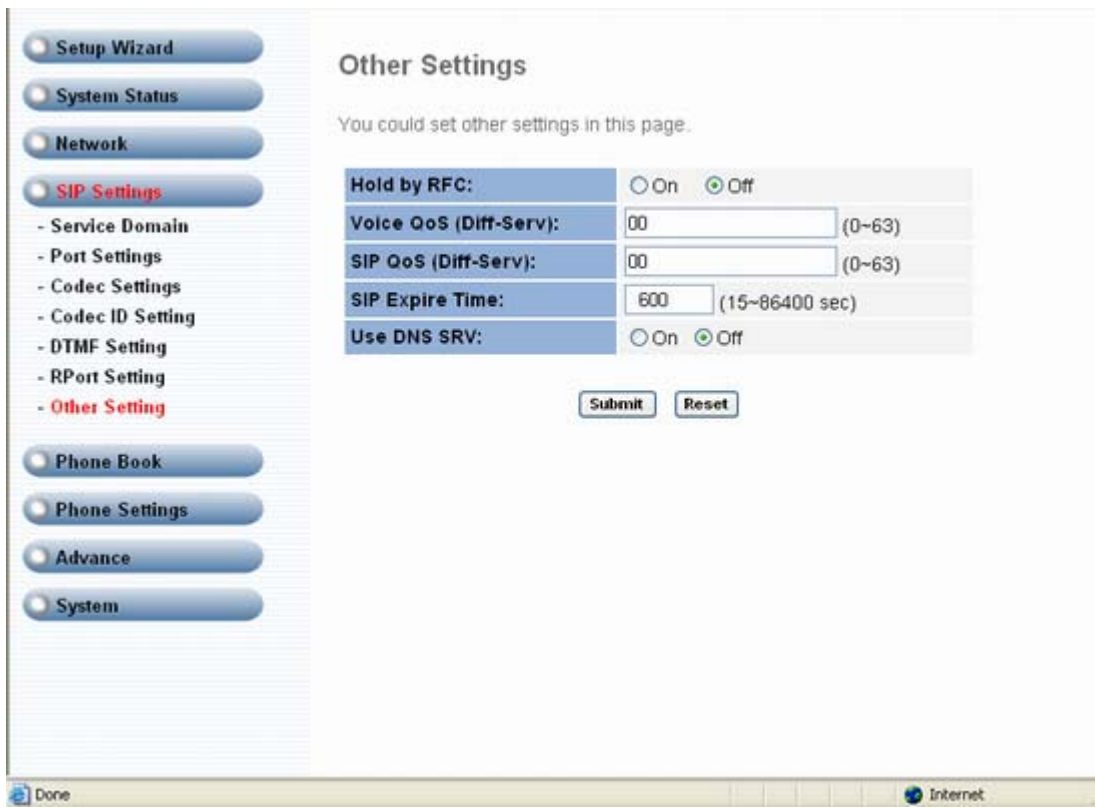 Setup Wizard
System Status
Network
SIP Settings
- Service Domain
- Port Settings
- Codec Settings
- Codec ID Setting
- DTMF Setting
- RPort Setting
- Other Setting
Phone Book
Phone Settings
Advance
System
Other Settings
You could set other settings in this page.
Hold by RFC: On Off
Voice QoS (Diff-Serv): 00 (0~63)
SIP QoS (Diff-Serv): 00 (0~63)
SIP Expire Time: 600 (15~86400 sec)
Use DNS SRV: On Off
Submit Reset
Done Internet